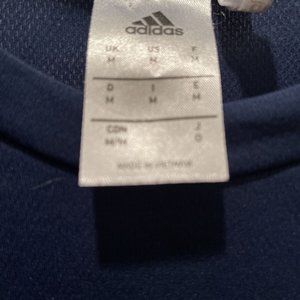 adidas
UK US F
M M M
D I E
M M M
CDN J
M/M O
MADE IN VIETNAM